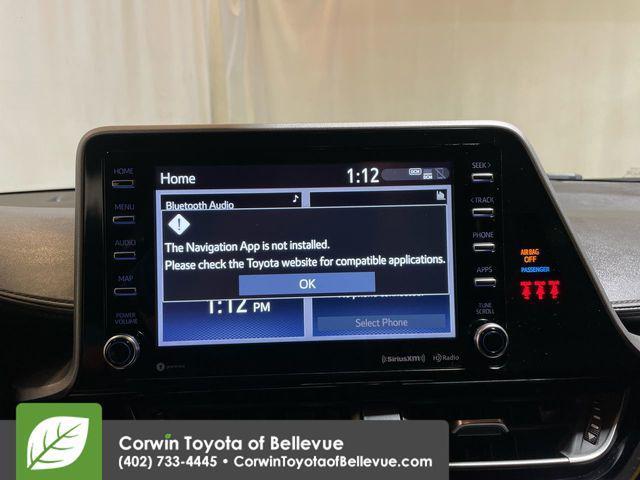 HOME
MENU
AUDIO
MAP
POWER
VOLUME
Home
1:12
Bluetooth Audio
The Navigation App is not installed.
Please check the Toyota website for compatible applications.
OK
1:12 PM
Select Phone
SiriusXM
HD Radio
SEEK>
<TRACK
PHONE
APPS
TUNE
SCROLL
AIR BAG
OFF
PASSENGER
Corwin Toyota of Bellevue
(402) 733-4445 • CorwinToyotaofBellevue.com